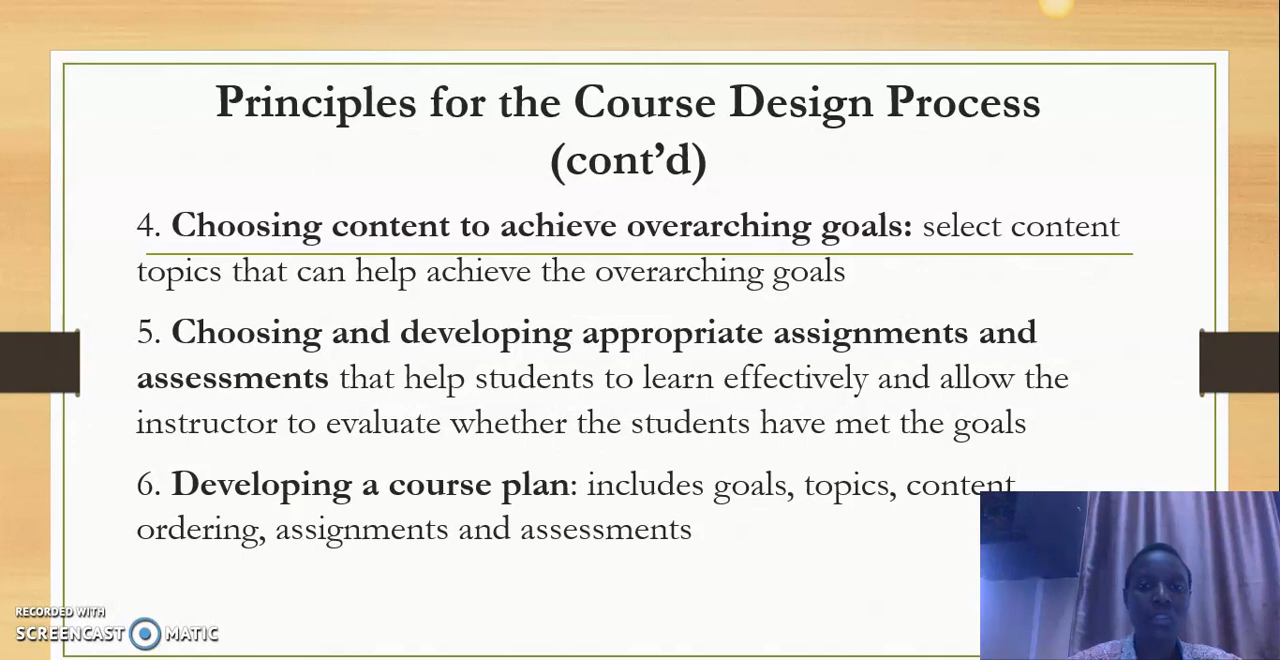 Principles for the Course Design Process
(cont’d)
4. Choosing content to achieve overarching goals: select content
topics that can help achieve the overarching goals
5. Choosing and developing appropriate assignments and
assessments that help students to learn effectively and allow the
instructor to evaluate whether the students have met the goals
6. Developing a course plan: includes goals, topics, content
ordering, assignments and assessments
RECORDED WITH
SCREENCAST MATIC